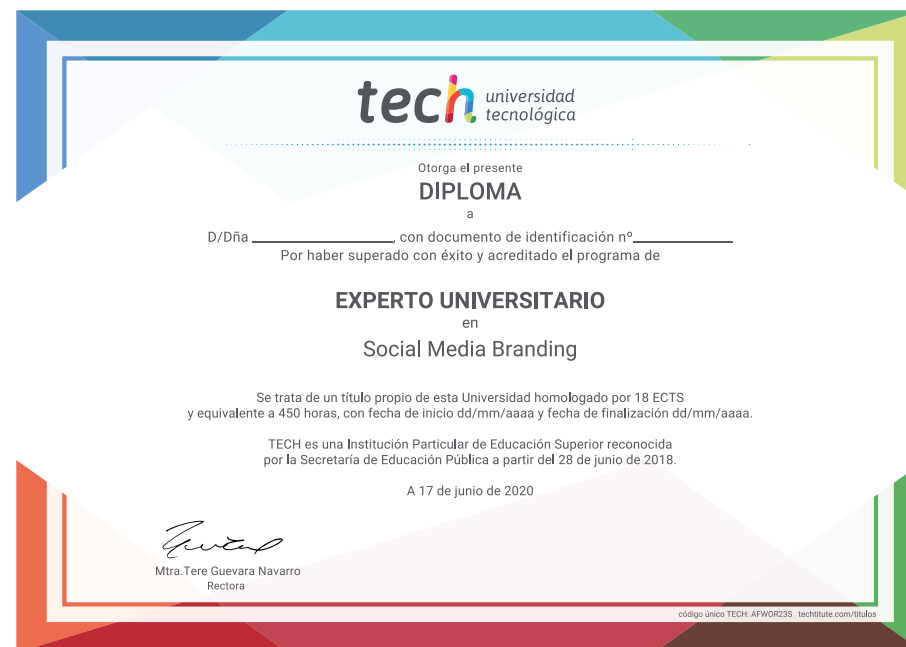 tech universidad
tecnológica
Otorga el presente
DIPLOMA
a
D/Dña ____________________, con documento de identificación nº______________
Por haber superado con éxito y acreditado el programa de
EXPERTO UNIVERSITARIO
en
Social Media Branding
Se trata de un título propio de esta Universidad homologado por 18 ECTS
y equivalente a 450 horas, con fecha de inicio dd/mm/aaaa y fecha de finalización dd/mm/aaaa.
TECH es una Institución Particular de Educación Superior reconocida
por la Secretaría de Educación Pública a partir del 28 de junio de 2018.
A 17 de junio de 2020
Mtra.Tere Guevara Navarro
Rectora
código único TECH: AFWOR23S techtitute.com/titulos